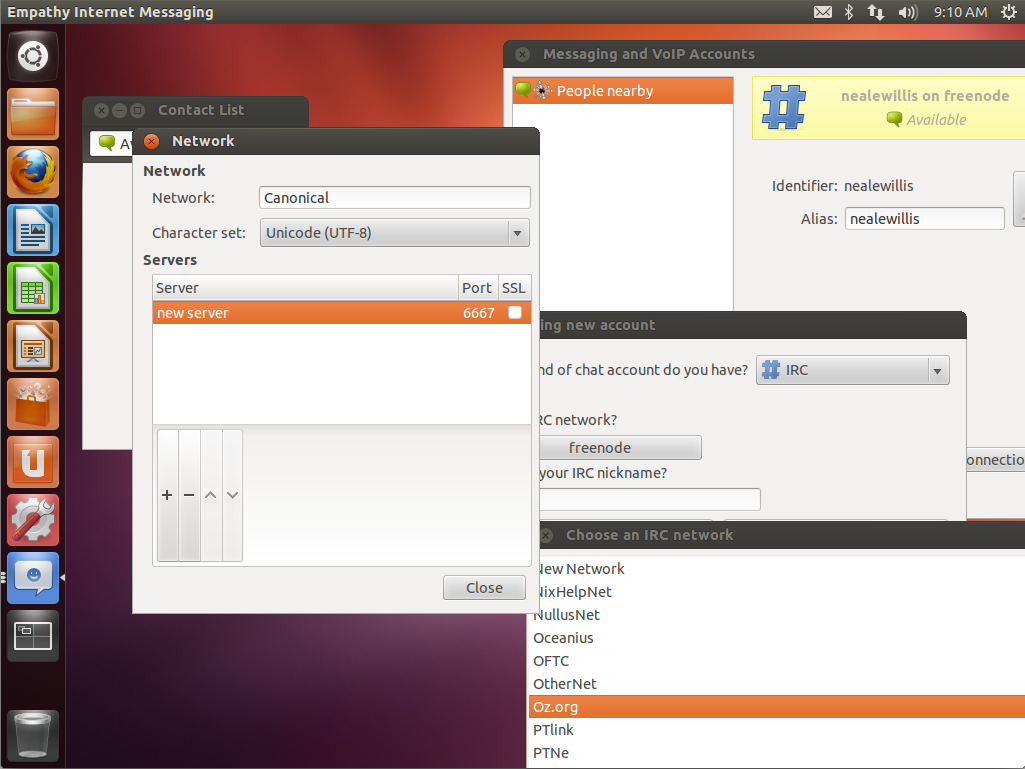 Empathy Internet Messaging
9:10 AM
Messaging and VoIP Accounts
People nearby
nealewillis on freenode
Available
Identifier: nealewillis
Alias: nealewillis
Contact List
Network
Network
Network: Canonical
Character set: Unicode (UTF-8)
Servers
Server Port SSL
new server 6667
+ −
Close
ing new account
nd of chat account do you have? IRC
RC network?
freenode
your IRC nickname?
onnectio
Choose an IRC network
New Network
NixHelpNet
NullusNet
Oceanius
OFTC
OtherNet
Oz.org
PTlink
PTNe